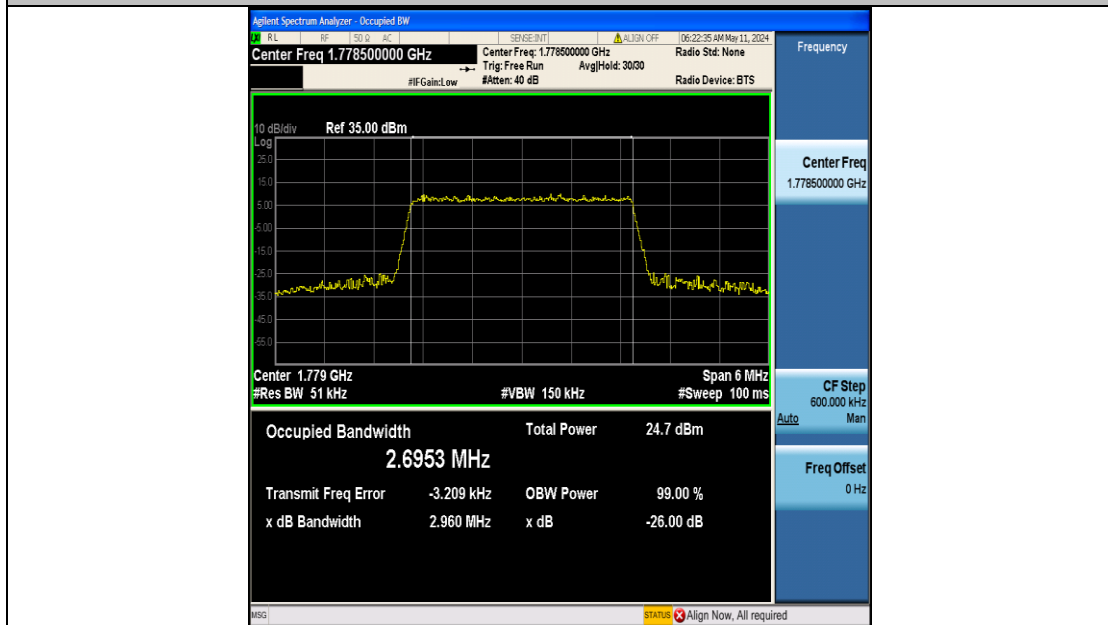 Agilent Spectrum Analyzer - Occupied BW
LXI RL RF 50 Ω AC SENSE:INT ALIGN OFF 06:22:35 AM May 11, 2024
Center Freq 1.778500000 GHz
Center Freq: 1.778500000 GHz Radio Std: None
Trig: Free Run Avg|Hold: 30/30
#IFGain:Low #Atten: 40 dB Radio Device: BTS
Frequency
10 dB/div Ref 35.00 dBm
Log
25.0
15.0
5.00
-5.00
-15.0
-25.0
-35.0
-45.0
-55.0
Center 1.779 GHz Span 6 MHz
#Res BW 51 kHz #VBW 150 kHz #Sweep 100 ms
Occupied Bandwidth Total Power 24.7 dBm
2.6953 MHz
Transmit Freq Error -3.209 kHz OBW Power 99.00 %
x dB Bandwidth 2.960 MHz x dB -26.00 dB
Center Freq
1.778500000 GHz
CF Step
600.000 kHz
Auto Man
Freq Offset
0 Hz
MSG STATUS Align Now, All required